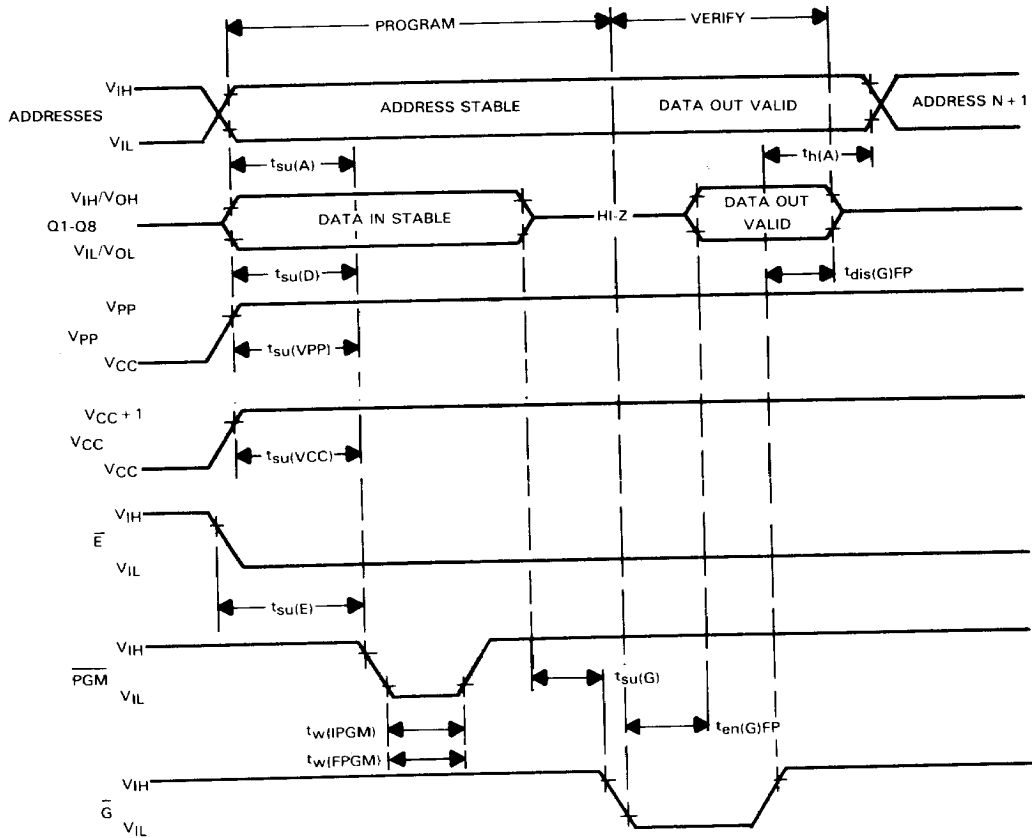 PROGRAM
VERIFY
VIH
ADDRESSES
VIL
ADDRESS STABLE
DATA OUT VALID
ADDRESS N + 1
tsu(A)
th(A)
VIH/VOH
Q1-Q8
VIL/VOL
DATA IN STABLE
HI-Z
DATA OUT
VALID
tsu(D)
tdis(G)FP
VPP
VPP
VCC
tsu(VPP)
VCC + 1
VCC
VCC
tsu(VCC)
VIH
E̅
VIL
tsu(E)
VIH
P̅G̅M̅
VIL
tsu(G)
tw(IPGM)
ten(G)FP
tw(FPGM)
VIH
G̅
VIL